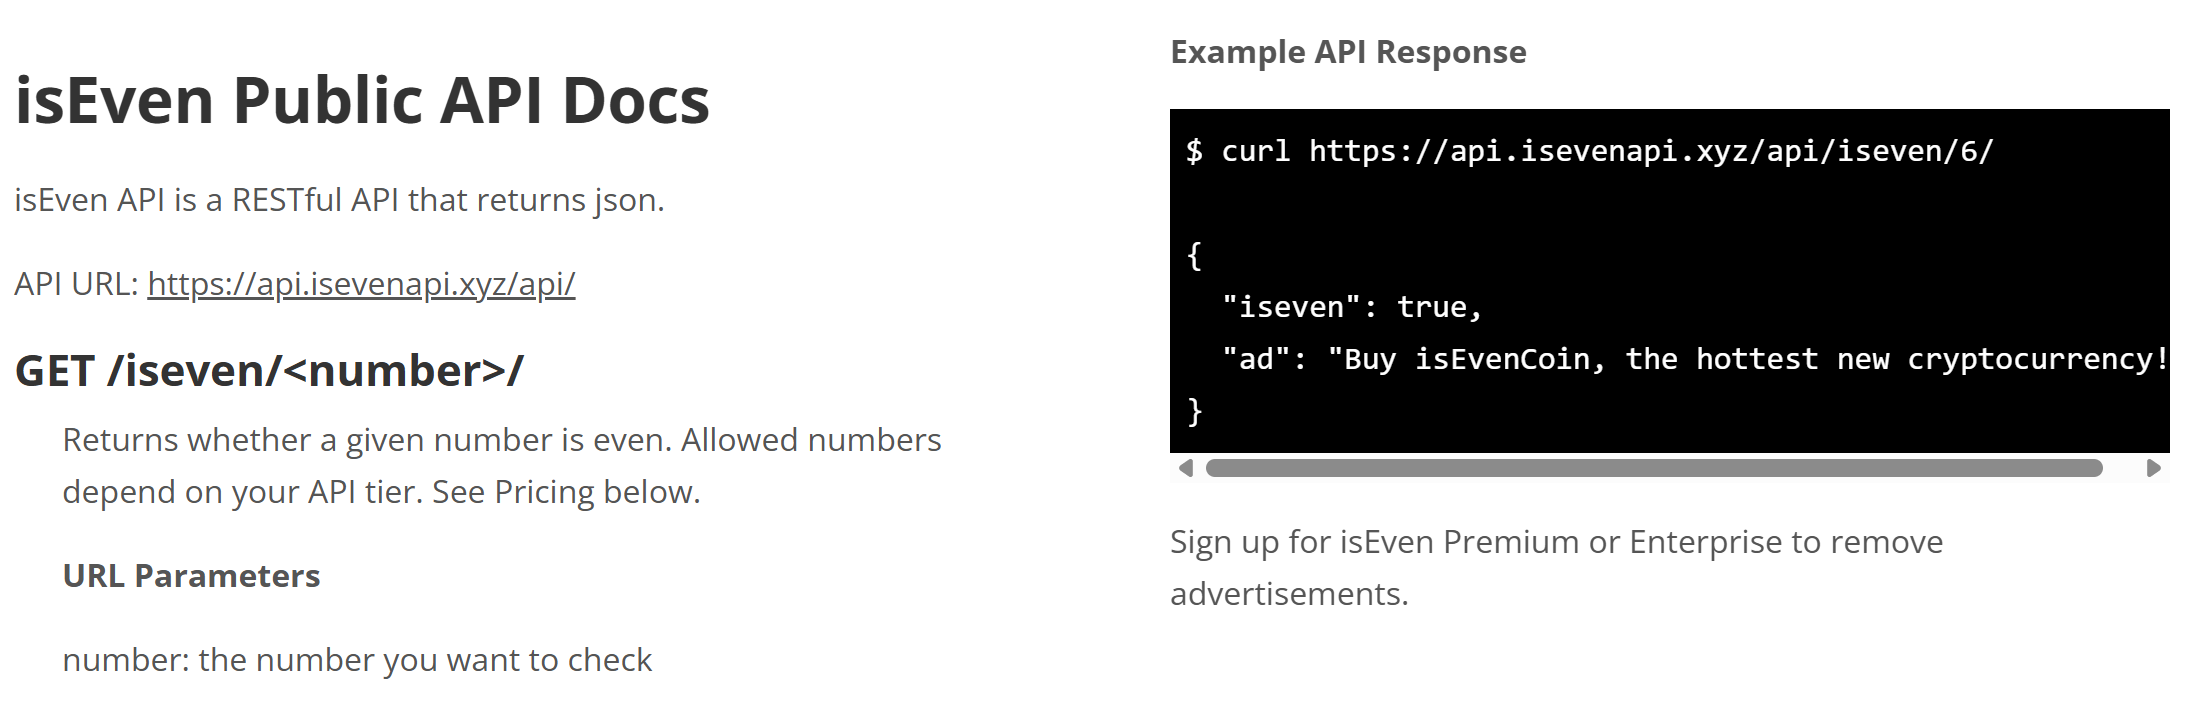 isEven Public API Docs
isEven API is a RESTful API that returns json.
API URL: https://api.isevenapi.xyz/api/
GET /iseven/<number>/
Returns whether a given number is even. Allowed numbers
depend on your API tier. See Pricing below.
URL Parameters
number: the number you want to check
Example API Response
$ curl https://api.isevenapi.xyz/api/iseven/6/
{
"iseven": true,
"ad": "Buy isEvenCoin, the hottest new cryptocurrency!
}
Sign up for isEven Premium or Enterprise to remove
advertisements.